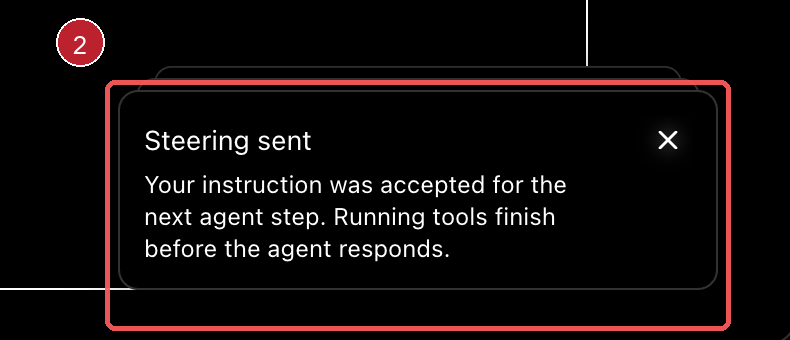 2
Steering sent
Your instruction was accepted for the
next agent step. Running tools finish
before the agent responds.